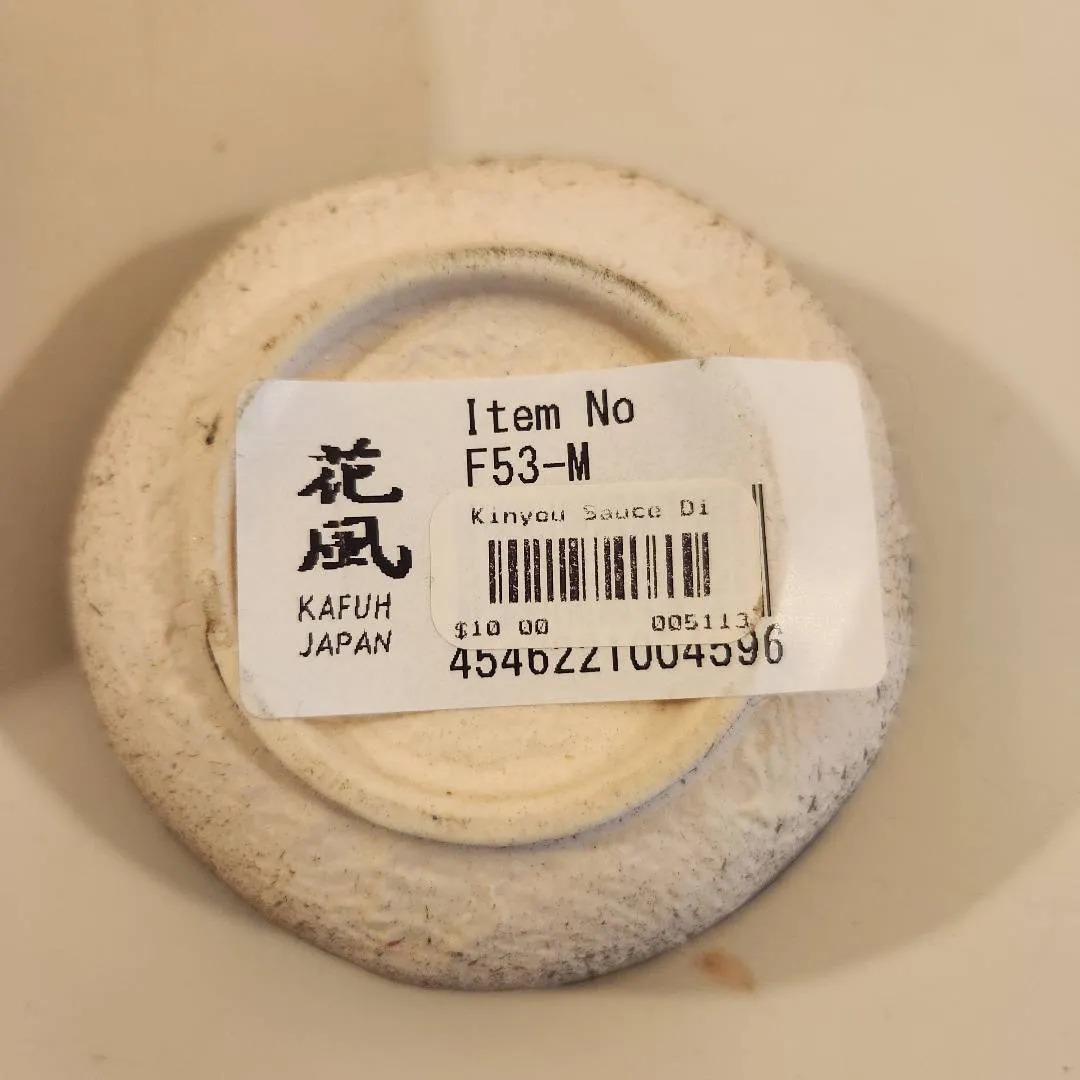 Item No
F53-M
花
風
KAFUH
JAPAN
Kinyou Sauce Di
$10 00
005113
4546221004596